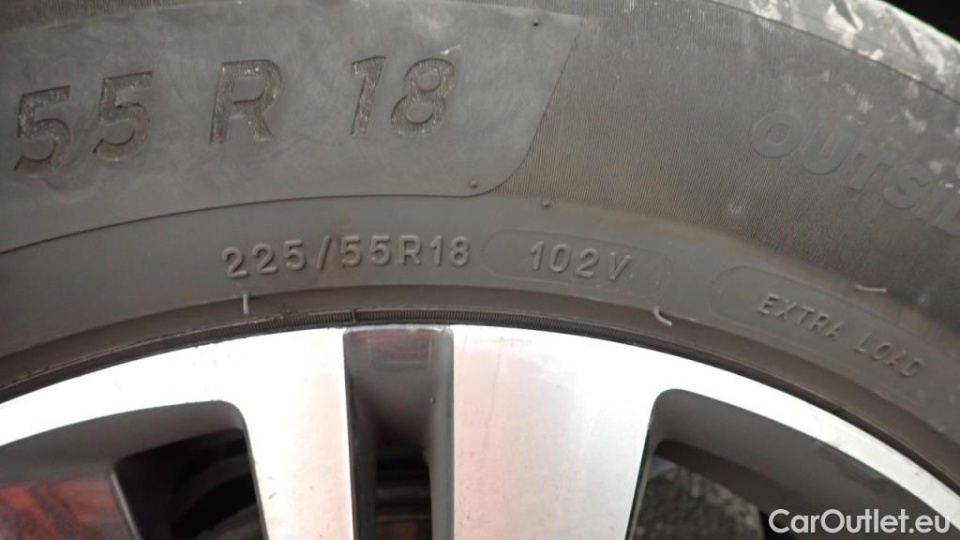 55 R 18
OUTSID
225/55R18 102V
EXTRA LOAD
CarOutlet.eu